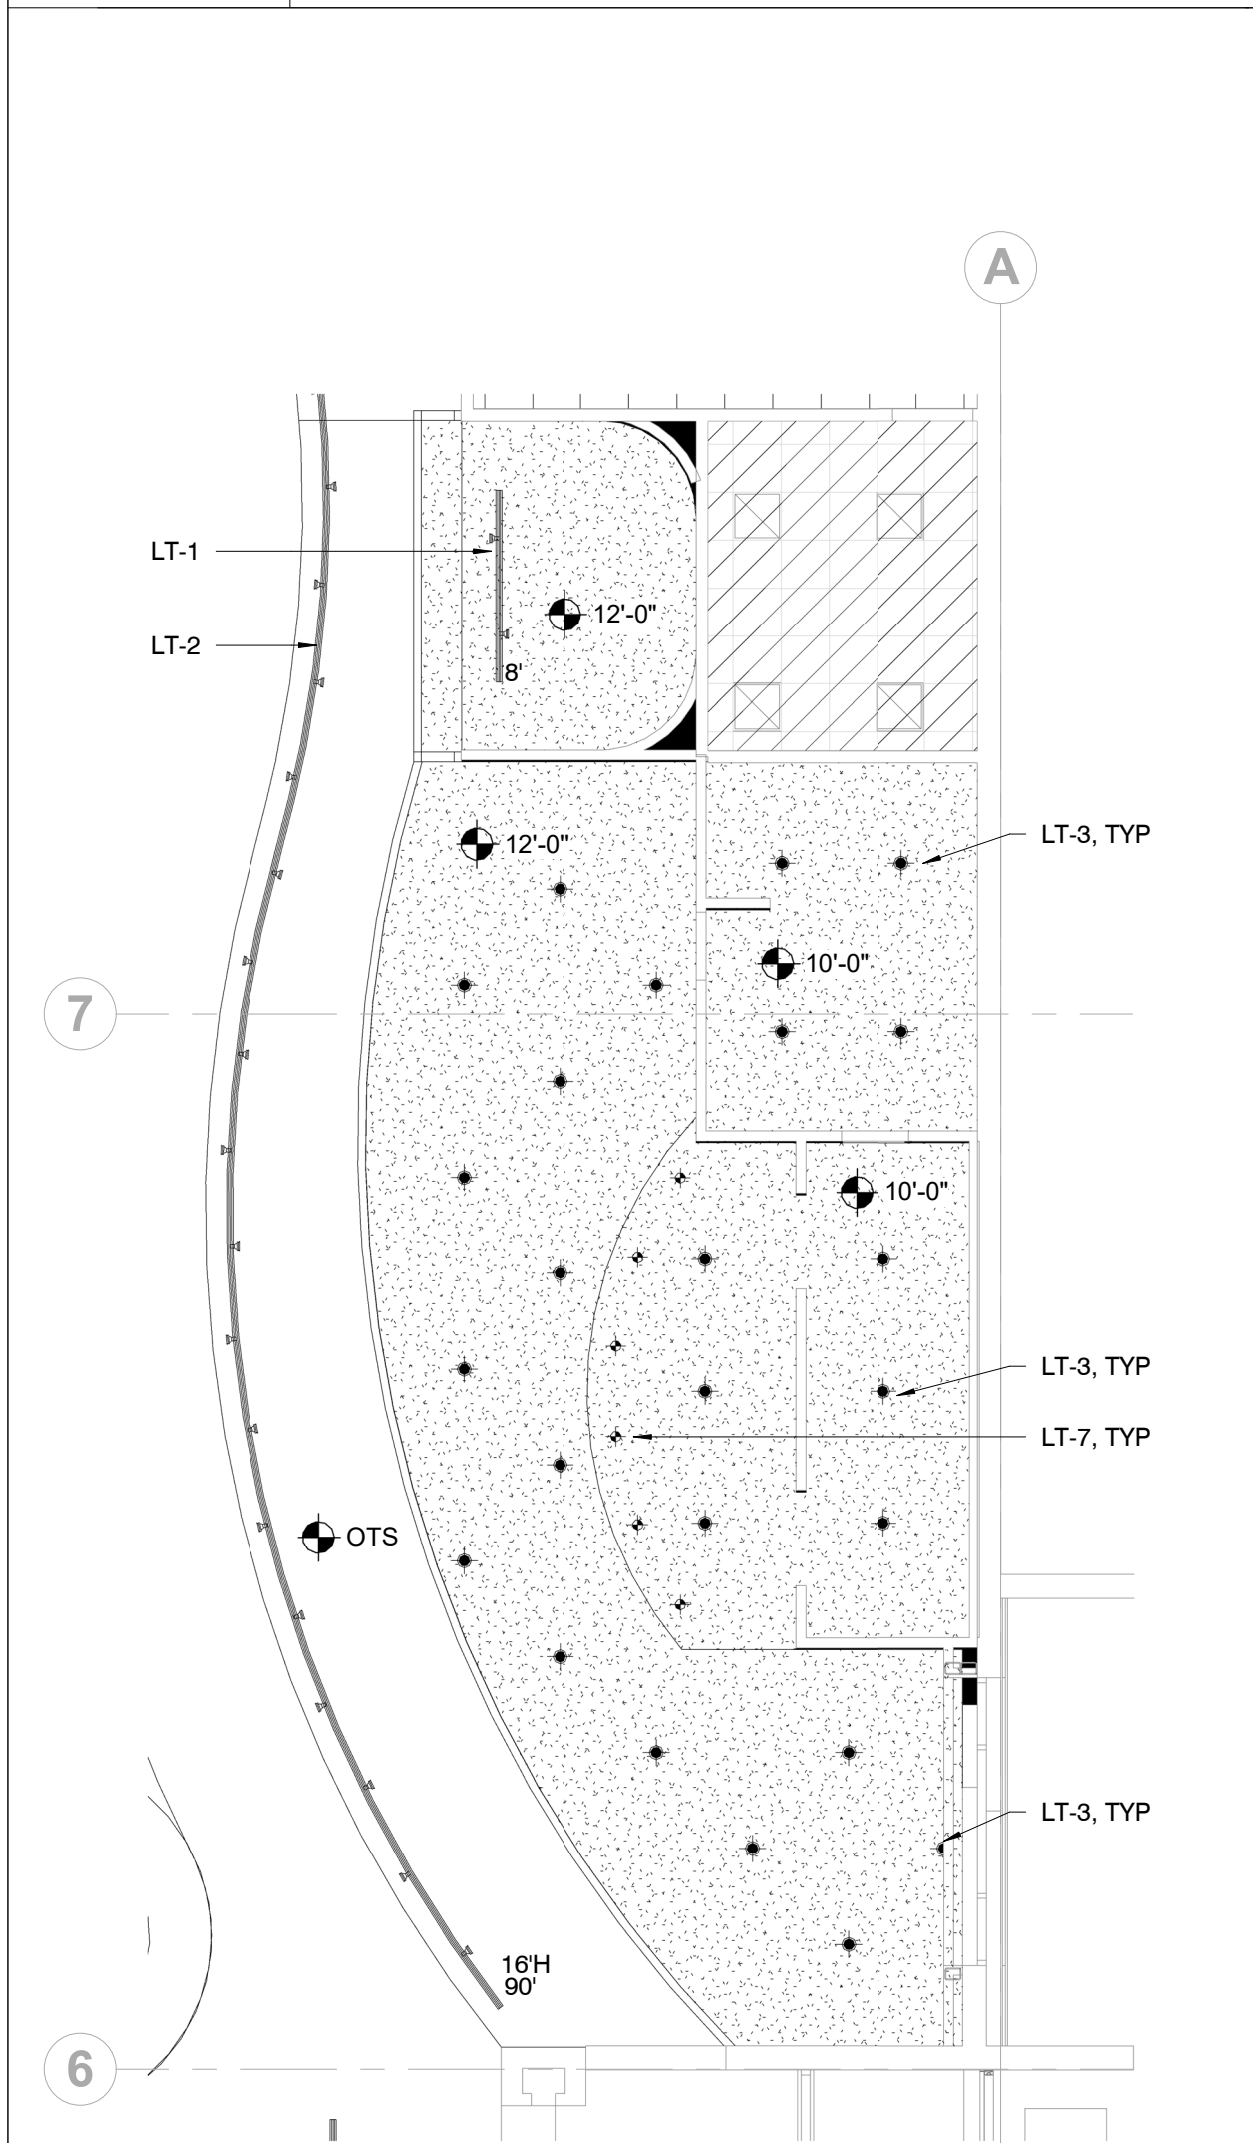 A
LT-1
12'-0"
LT-2
8'
LT-3, TYP
12'-0"
10'-0"
7
10'-0"
LT-3, TYP
LT-7, TYP
OTS
LT-3, TYP
16'H
90'
6